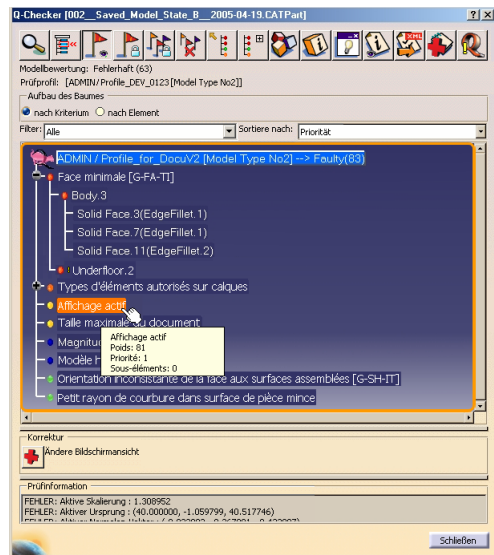 Q-Checker [002__Saved_Model_State_B__2005-04-19.CATPart]
Modellbewertung: Fehlerhaft (63)
Prüfprofil: [ADMIN/Profile_DEV_0123[Model Type No2]]
Aufbau des Baumes
nach Kriterium nach Element
Filter: Alle Sortiere nach: Priorität
ADMIN / Profile_for_DocuV2 [Model Type No2] --> Faulty(83)
Face minimale [G-FA-TI]
Body.3
Solid Face.3(EdgeFillet.1)
Solid Face.7(EdgeFillet.1)
Solid Face.11(EdgeFillet.2)
Underfloor.2
Types d'éléments autorisés sur calques
Affichage actif
Taille maximale du document
Affichage actif
Poids: 81
Priorité: 1
Sous-éléments: 0
Magnitu
Modèle h
Orientation inconsistante de la face aux surfaces assemblées [G-SH-IT]
Petit rayon de courbure dans surface de pièce mince
Korrektur
Andere Bildschirmansicht
Prüfinformation
FEHLER: Aktive Skalierung : 1.308952
FEHLER: Aktiver Ursprung : (40.000000, -1.059799, 40.517746)
Schließen